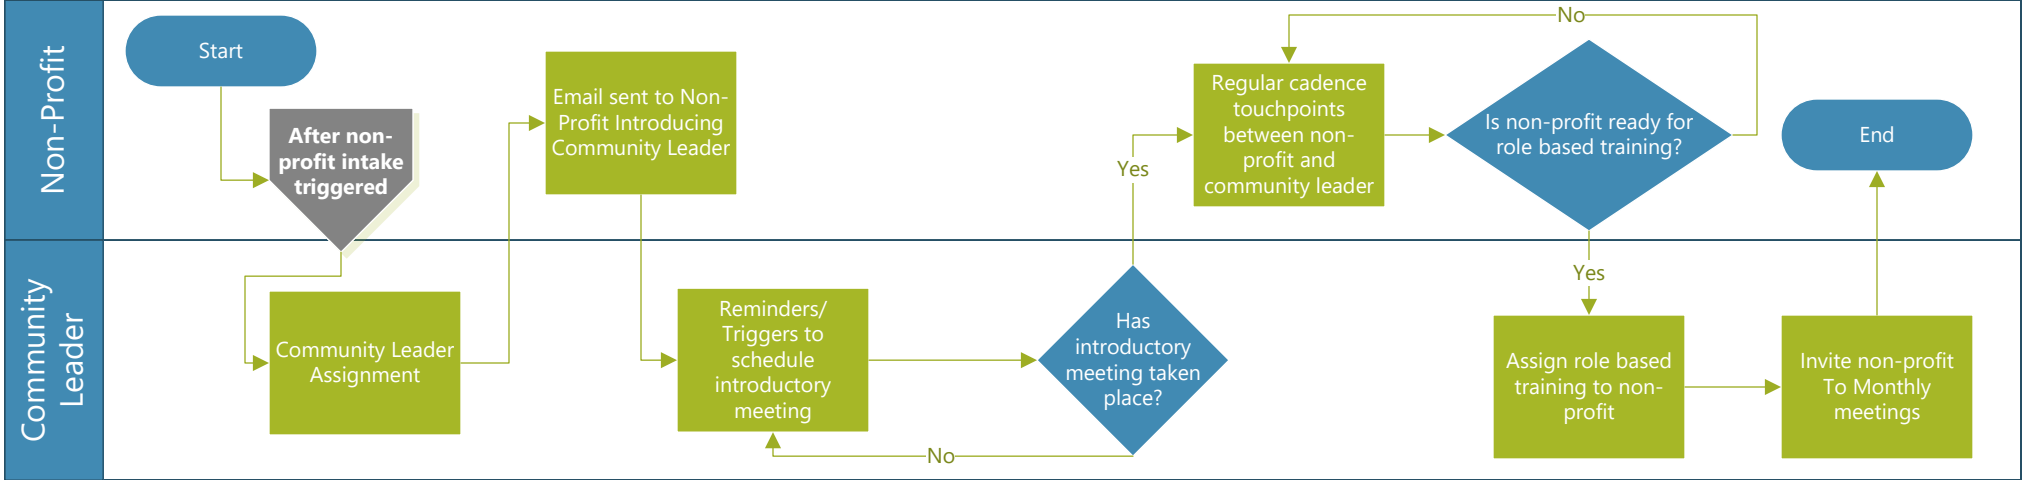 Non-Profit
Start
After non-
profit intake
triggered
Email sent to Non-
Profit Introducing
Community Leader
Yes
Regular cadence
touchpoints
between non-
profit and
community leader
No
Is non-profit ready for
role based training?
End
Community
Leader
Community Leader
Assignment
Reminders/
Triggers to
schedule
introductory
meeting
No
Has
introductory
meeting taken
place?
Yes
Assign role based
training to non-
profit
Invite non-profit
To Monthly
meetings